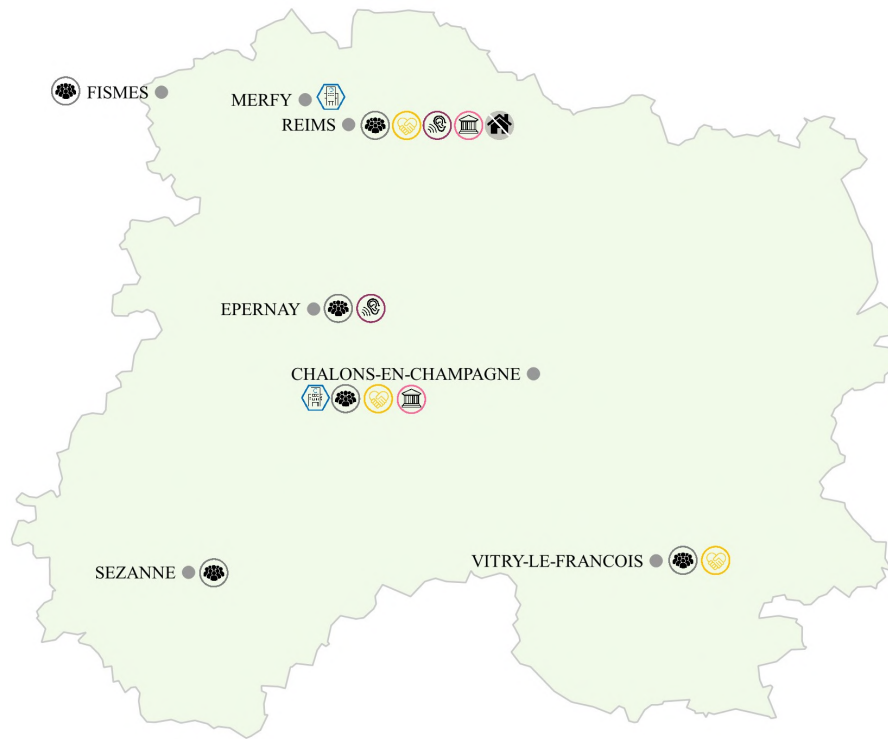 FISMES
MERFY
REIMS
EPERNAY
CHALONS-EN-CHAMPAGNE
SEZANNE
VITRY-LE-FRANCOIS